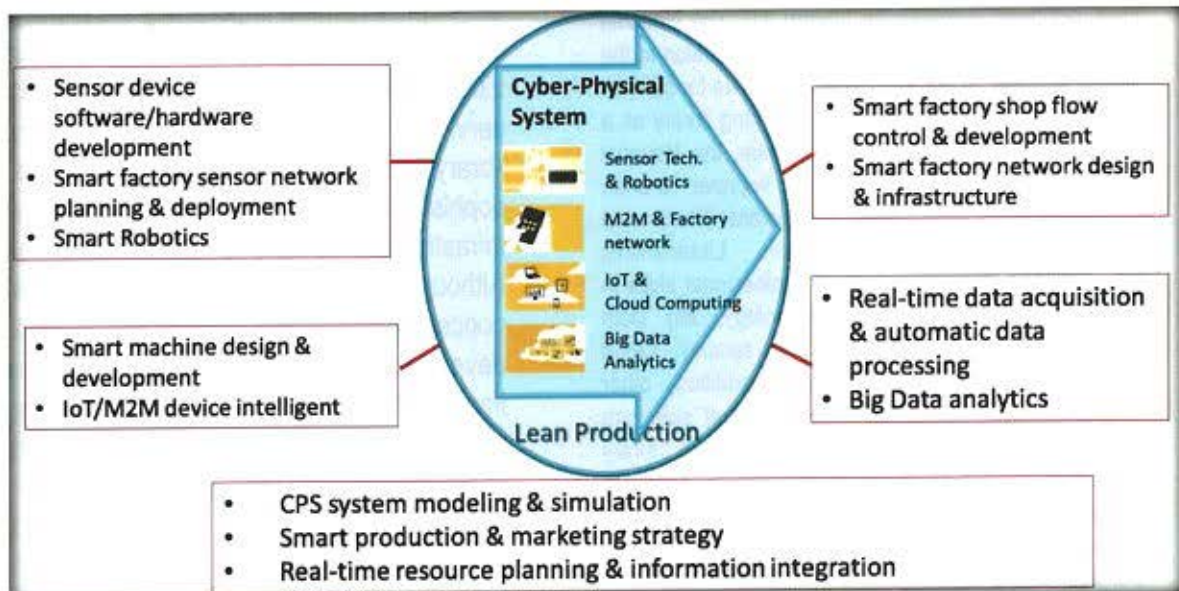 • Sensor device
software/hardware
development
• Smart factory sensor network
planning & deployment
• Smart Robotics
• Smart machine design &
development
• IoT/M2M device intelligent
Cyber-Physical
System
Sensor Tech.
& Robotics
M2M & Factory
network
IoT &
Cloud Computing
Big Data
Analytics
Lean Production
• Smart factory shop flow
control & development
• Smart factory network design
& infrastructure
• Real-time data acquisition
& automatic data
processing
• Big Data analytics
• CPS system modeling & simulation
• Smart production & marketing strategy
• Real-time resource planning & information integration